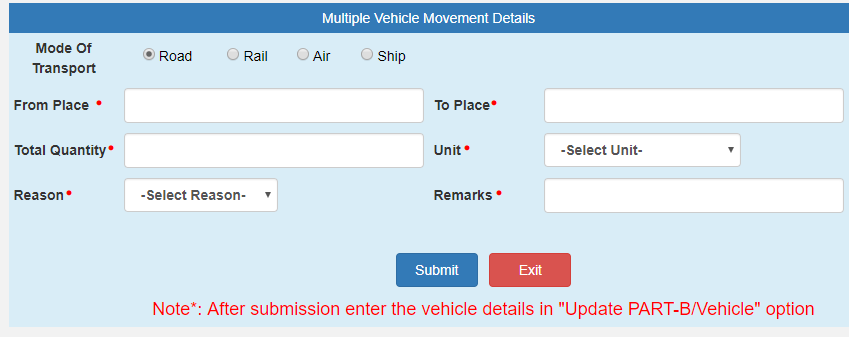 Multiple Vehicle Movement Details
Mode Of
Transport
Road Rail Air Ship
From Place • To Place•
Total Quantity• Unit • -Select Unit-
Reason• -Select Reason- Remarks •
Submit Exit
Note*: After submission enter the vehicle details in "Update PART-B/Vehicle" option